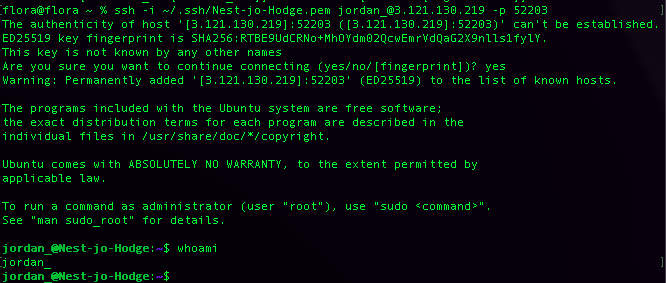 [flora@flora ~ % ssh -i ~/.ssh/Nest-jo-Hodge.pem jordan_@3.121.130.219 -p 52203 ]
The authenticity of host '[3.121.130.219]:52203 ([3.121.130.219]:52203)' can't be established.
ED25519 key fingerprint is SHA256:RTBE9UdCRNo+MhOYdm02QcwEmrVdQaG2X9nlls1fylY.
This key is not known by any other names
Are you sure you want to continue connecting (yes/no/[fingerprint])? yes
Warning: Permanently added '[3.121.130.219]:52203' (ED25519) to the list of known hosts.
The programs included with the Ubuntu system are free software;
the exact distribution terms for each program are described in the
individual files in /usr/share/doc/*/copyright.
Ubuntu comes with ABSOLUTELY NO WARRANTY, to the extent permitted by
applicable law.
To run a command as administrator (user "root"), use "sudo <command>".
See "man sudo_root" for details.
jordan_@Nest-jo-Hodge:~$ whoami
[jordan_ ]
jordan_@Nest-jo-Hodge:~$